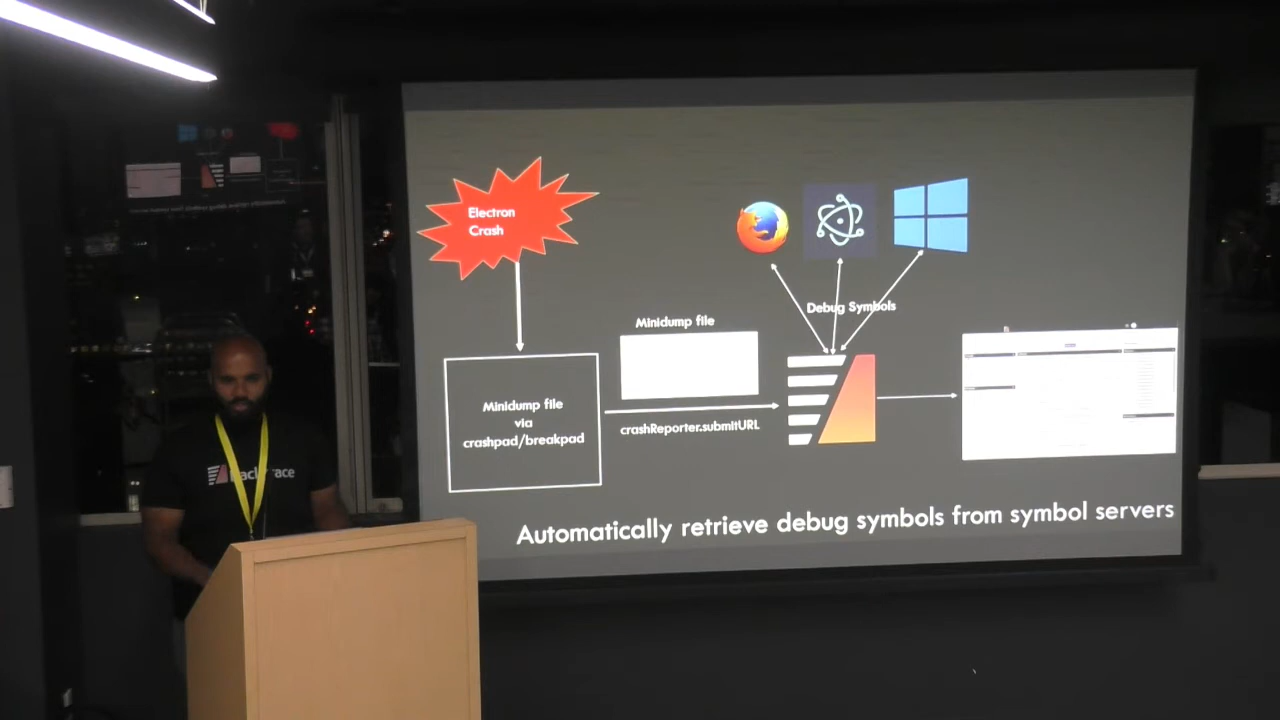 Electron
Crash
Debug Symbols
Minidump file
Minidump file
via
crashpad/breakpad
crashReporter.submitURL
Automatically retrieve debug symbols from symbol servers